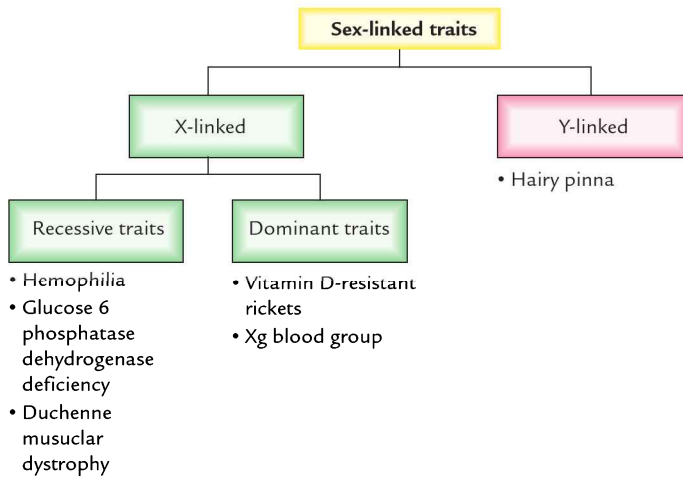 Sex-linked traits
X-linked
Y-linked
• Hairy pinna
Recessive traits
Dominant traits
• Hemophilia
• Glucose 6
phosphatase
dehydrogenase
deficiency
• Duchenne
musuclar
dystrophy
• Vitamin D-resistant
rickets
• Xg blood group